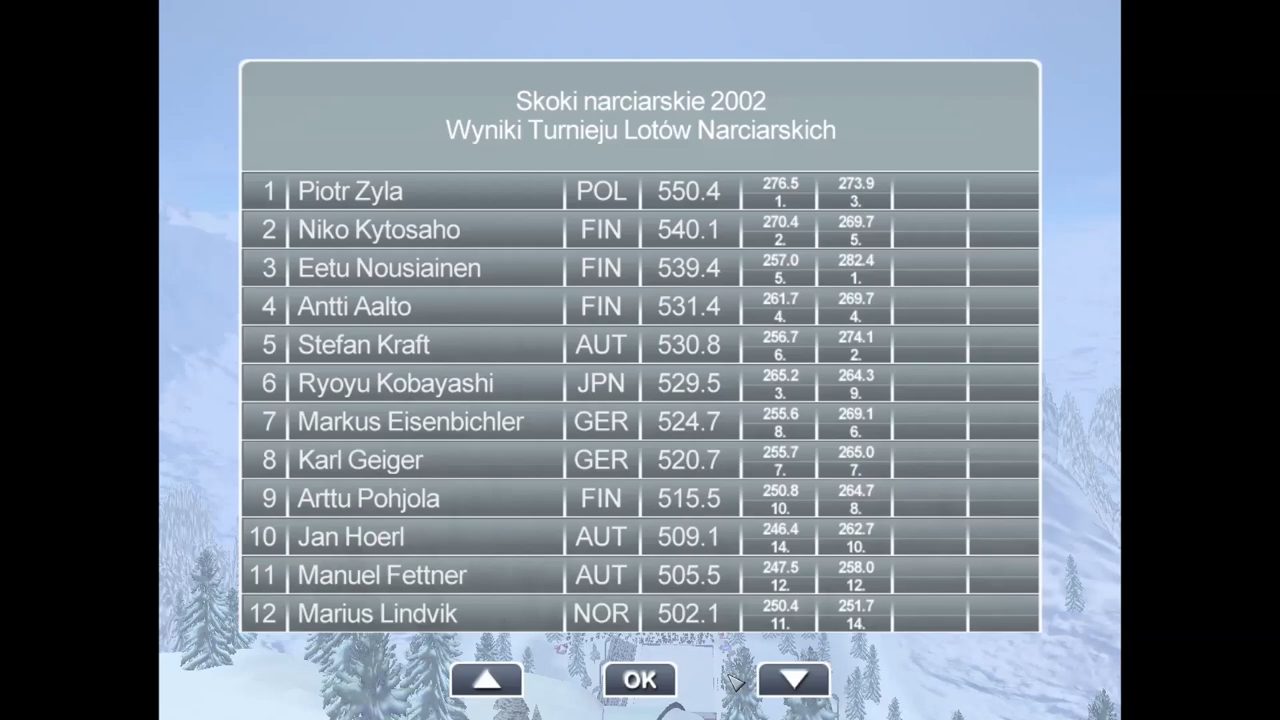 Skoki narciarskie 2002
Wyniki Turnieju Lotów Narciarskich
1 Piotr Zyla POL 550.4 276.5 1. 273.9 3.
2 Niko Kytosaho FIN 540.1 270.4 2. 269.7 5.
3 Eetu Nousiainen FIN 539.4 257.0 5. 282.4 1.
4 Antti Aalto FIN 531.4 261.7 4. 269.7 4.
5 Stefan Kraft AUT 530.8 256.7 6. 274.1 2.
6 Ryoyu Kobayashi JPN 529.5 265.2 3. 264.3 9.
7 Markus Eisenbichler GER 524.7 255.6 8. 269.1 6.
8 Karl Geiger GER 520.7 255.7 7. 265.0 7.
9 Arttu Pohjola FIN 515.5 250.8 10. 264.7 8.
10 Jan Hoerl AUT 509.1 246.4 14. 262.7 10.
11 Manuel Fettner AUT 505.5 247.5 12. 258.0 12.
12 Marius Lindvik NOR 502.1 250.4 11. 251.7 14.
OK